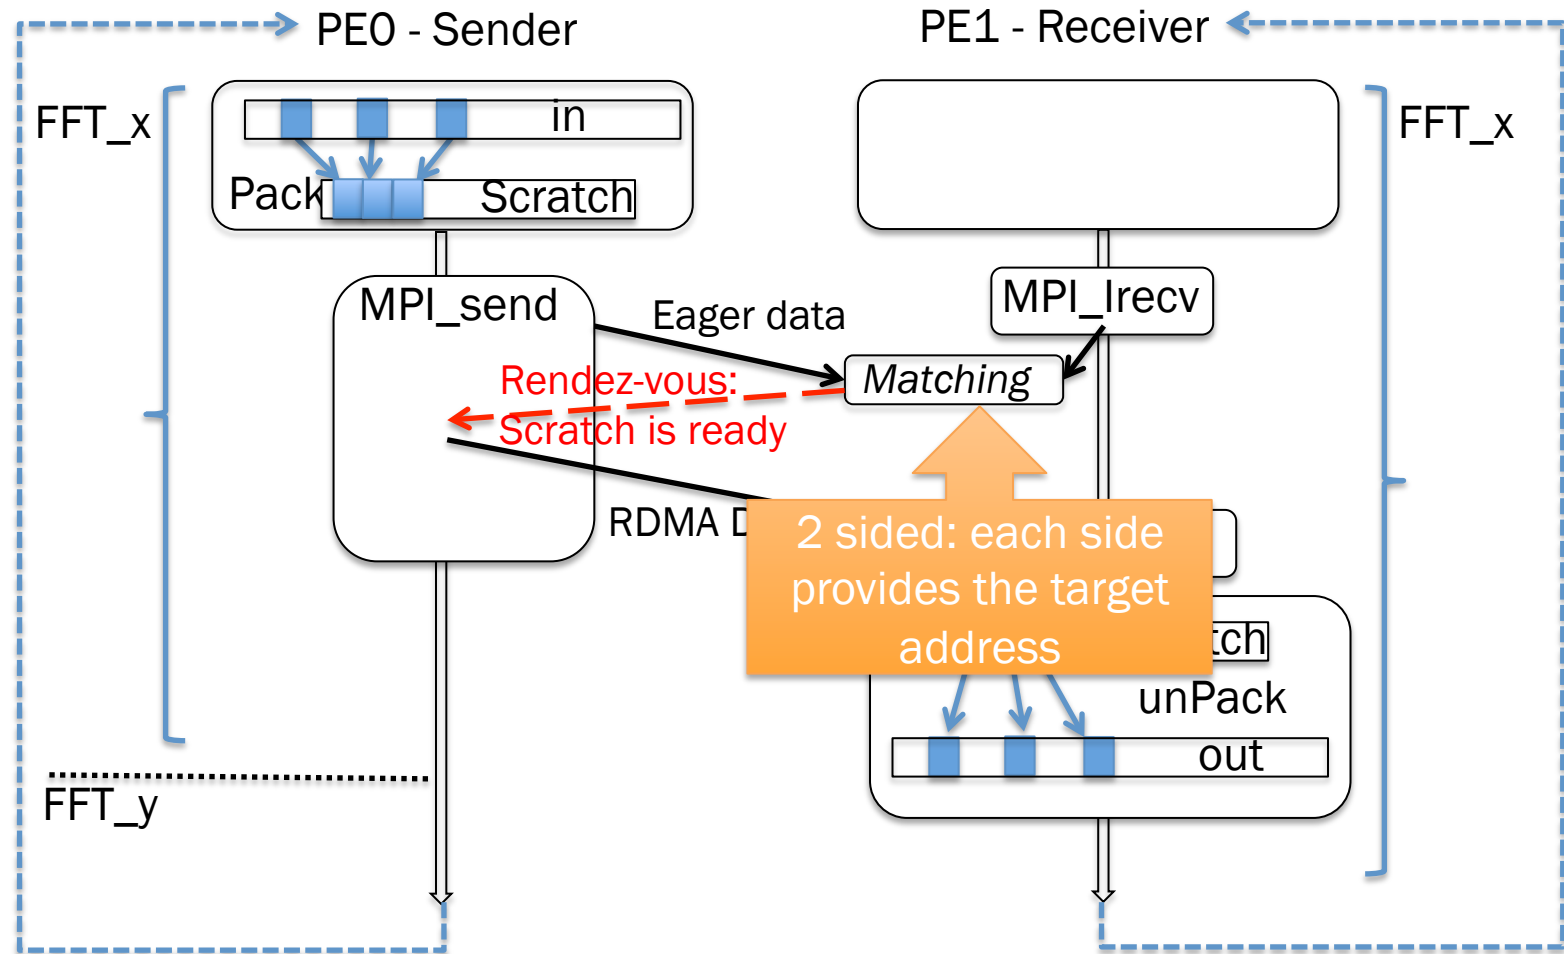 PE0 - Sender
PE1 - Receiver
FFT_x
in
Pack
Scratch
FFT_x
MPI_send
Eager data
MPI_Irecv
Matching
Rendez-vous:
Scratch is ready
RDMA
2 sided: each side
provides the target
address
unPack
out
FFT_y